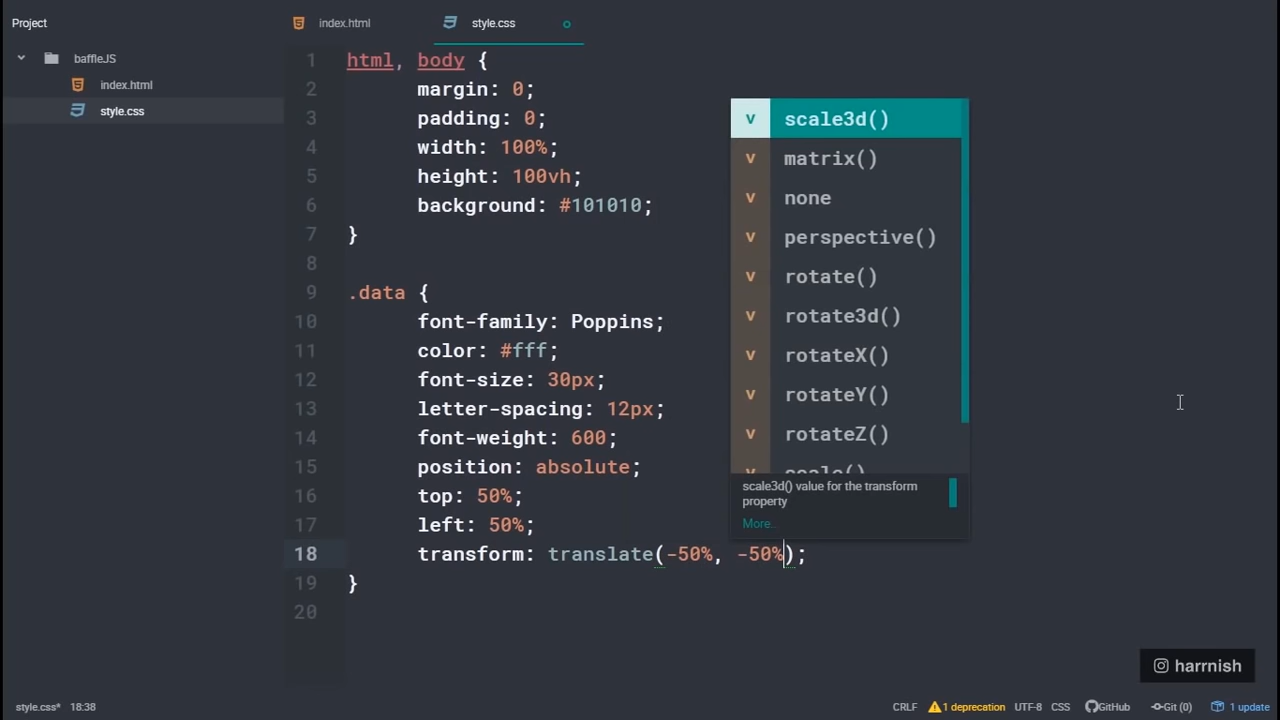 Project
baffleJS
index.html
style.css
index.html
style.css
1 html, body {
2 margin: 0;
3 padding: 0;
4 width: 100%;
5 height: 100vh;
6 background: #101010;
7 }
8
9 .data {
10 font-family: Poppins;
11 color: #fff;
12 font-size: 30px;
13 letter-spacing: 12px;
14 font-weight: 600;
15 position: absolute;
16 top: 50%;
17 left: 50%;
18 transform: translate(-50%, -50%);
19 }
20
v scale3d()
v matrix()
v none
v perspective()
v rotate()
v rotate3d()
v rotateX()
v rotateY()
v rotateZ()
v scale()
scale3d() value for the transform
property
More..
harrnish
style.css* 18:38 CRLF 1 deprecation UTF-8 CSS GitHub Git (0) 1 update